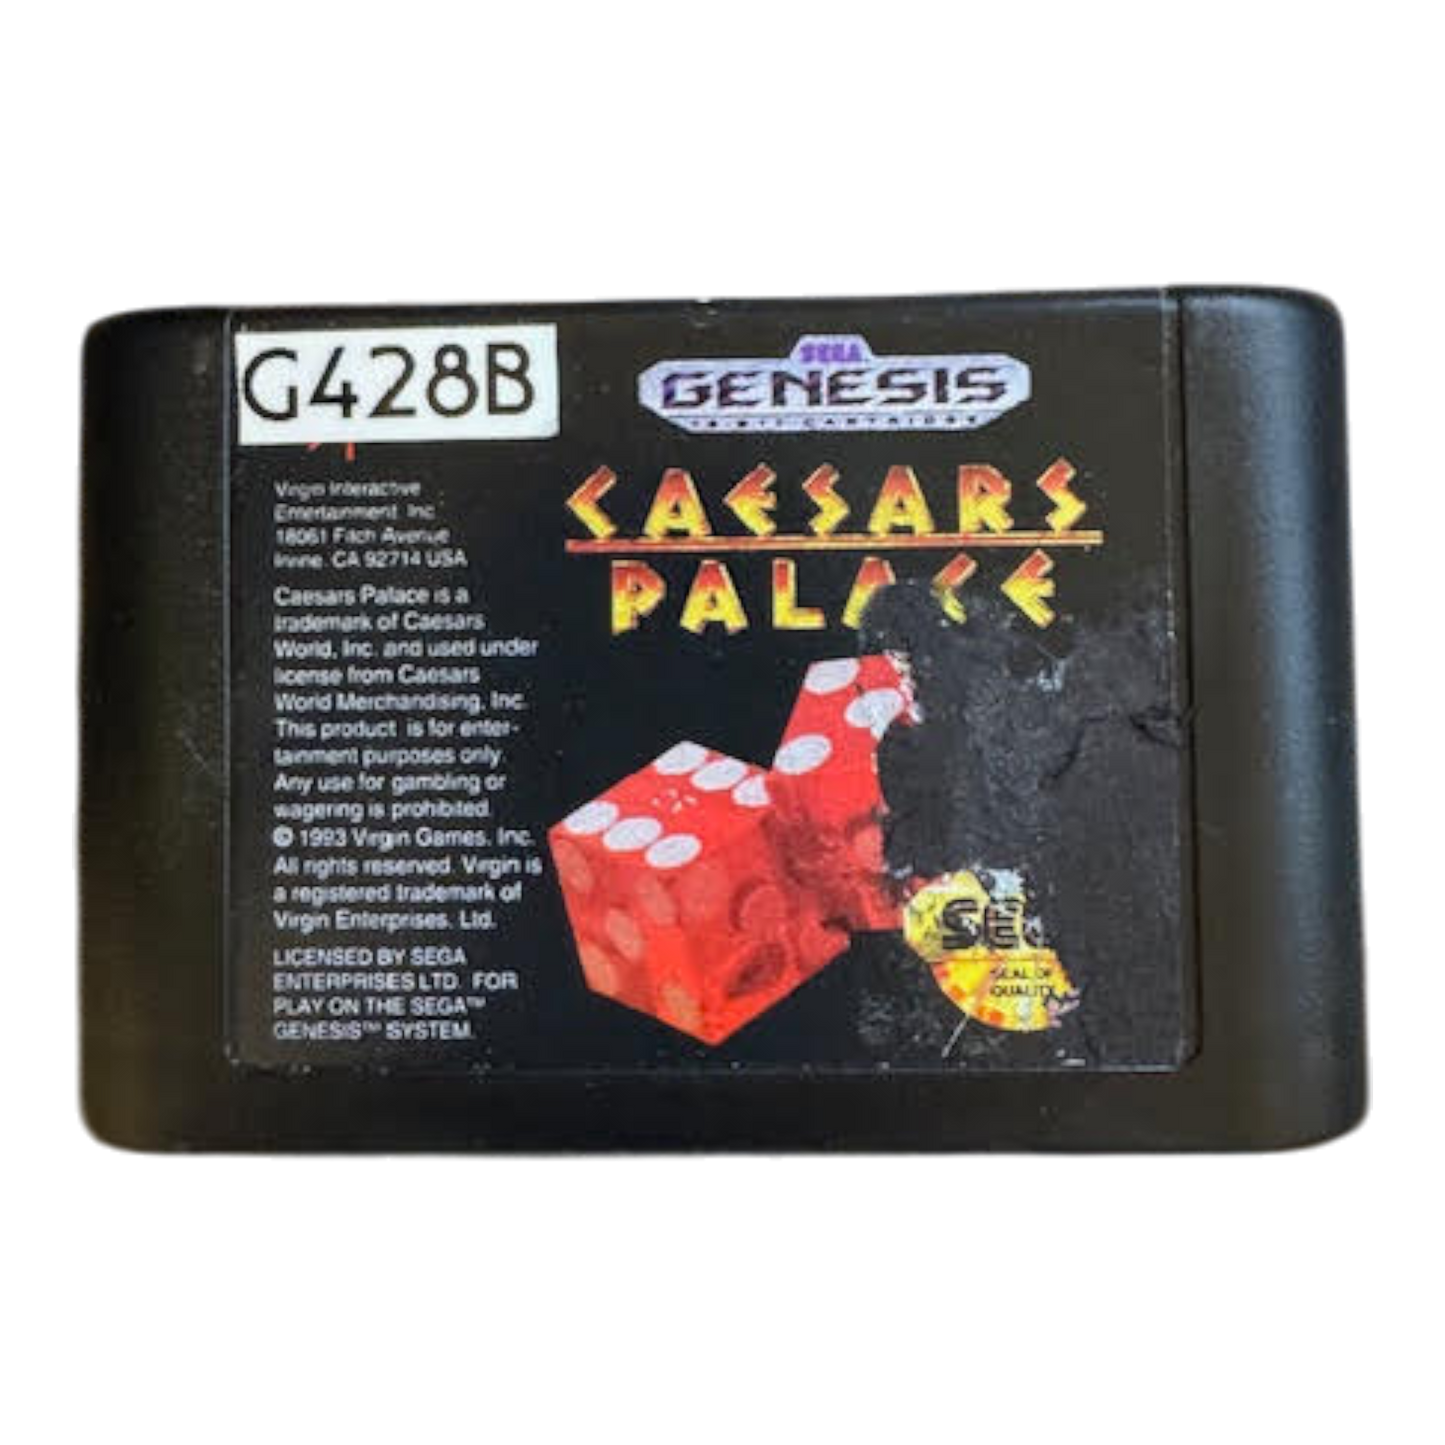 G428B
SEGA
GENESIS
16-BIT CARTRIDGE
CAESARS
PALACE
Virgin Interactive
Entertainment, Inc.
18061 Fitch Avenue
Irvine, CA 92714 USA
Caesars Palace is a
trademark of Caesars
World, Inc. and used under
license from Caesars
World Merchandising, Inc.
This product is for enter-
tainment purposes only.
Any use for gambling or
wagering is prohibited.
© 1993 Virgin Games, Inc.
All rights reserved. Virgin is
a registered trademark of
Virgin Enterprises, Ltd.
LICENSED BY SEGA
ENTERPRISES LTD. FOR
PLAY ON THE SEGA™
GENESIS™ SYSTEM.
SEAL OF
QUALITY